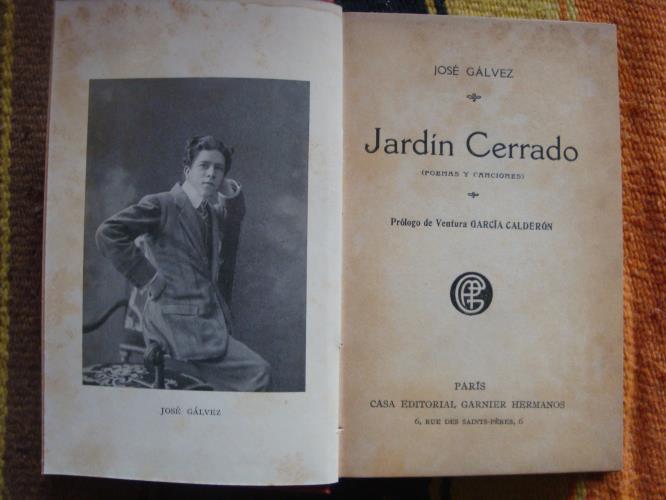 JOSÉ GÁLVEZ
JOSÉ GÁLVEZ
Jardín Cerrado
(POEMAS Y CANCIONES)
Prólogo de Ventura GARCÍA CALDERÓN
PARÍS
CASA EDITORIAL GARNIER HERMANOS
6, RUE DES SAINTS-PÈRES, 6